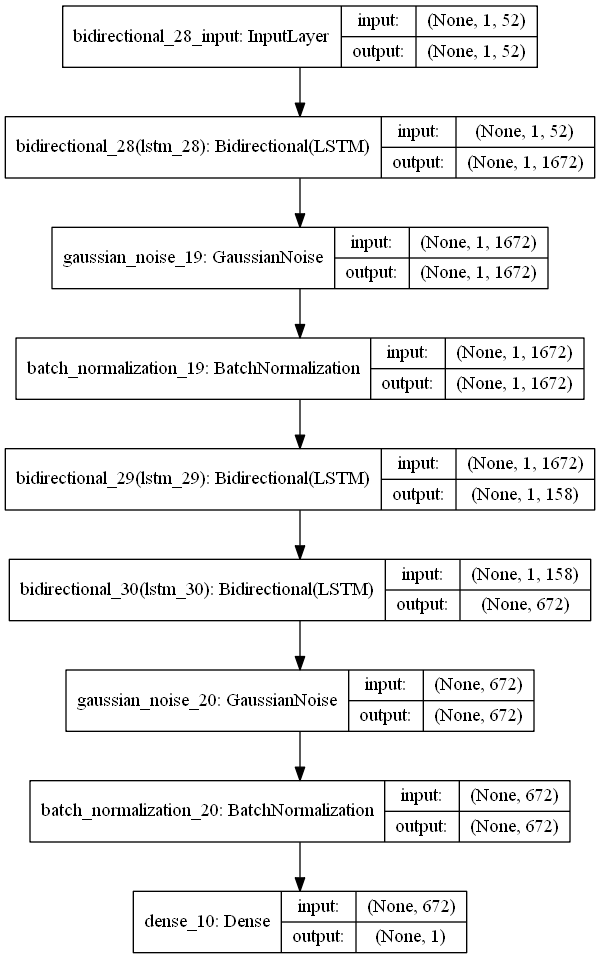 bidirectional_28_input: InputLayer
input: (None, 1, 52)
output: (None, 1, 52)
bidirectional_28(lstm_28): Bidirectional(LSTM)
input: (None, 1, 52)
output: (None, 1, 1672)
gaussian_noise_19: GaussianNoise
input: (None, 1, 1672)
output: (None, 1, 1672)
batch_normalization_19: BatchNormalization
input: (None, 1, 1672)
output: (None, 1, 1672)
bidirectional_29(lstm_29): Bidirectional(LSTM)
input: (None, 1, 1672)
output: (None, 1, 158)
bidirectional_30(lstm_30): Bidirectional(LSTM)
input: (None, 1, 158)
output: (None, 672)
gaussian_noise_20: GaussianNoise
input: (None, 672)
output: (None, 672)
batch_normalization_20: BatchNormalization
input: (None, 672)
output: (None, 672)
dense_10: Dense
input: (None, 672)
output: (None, 1)